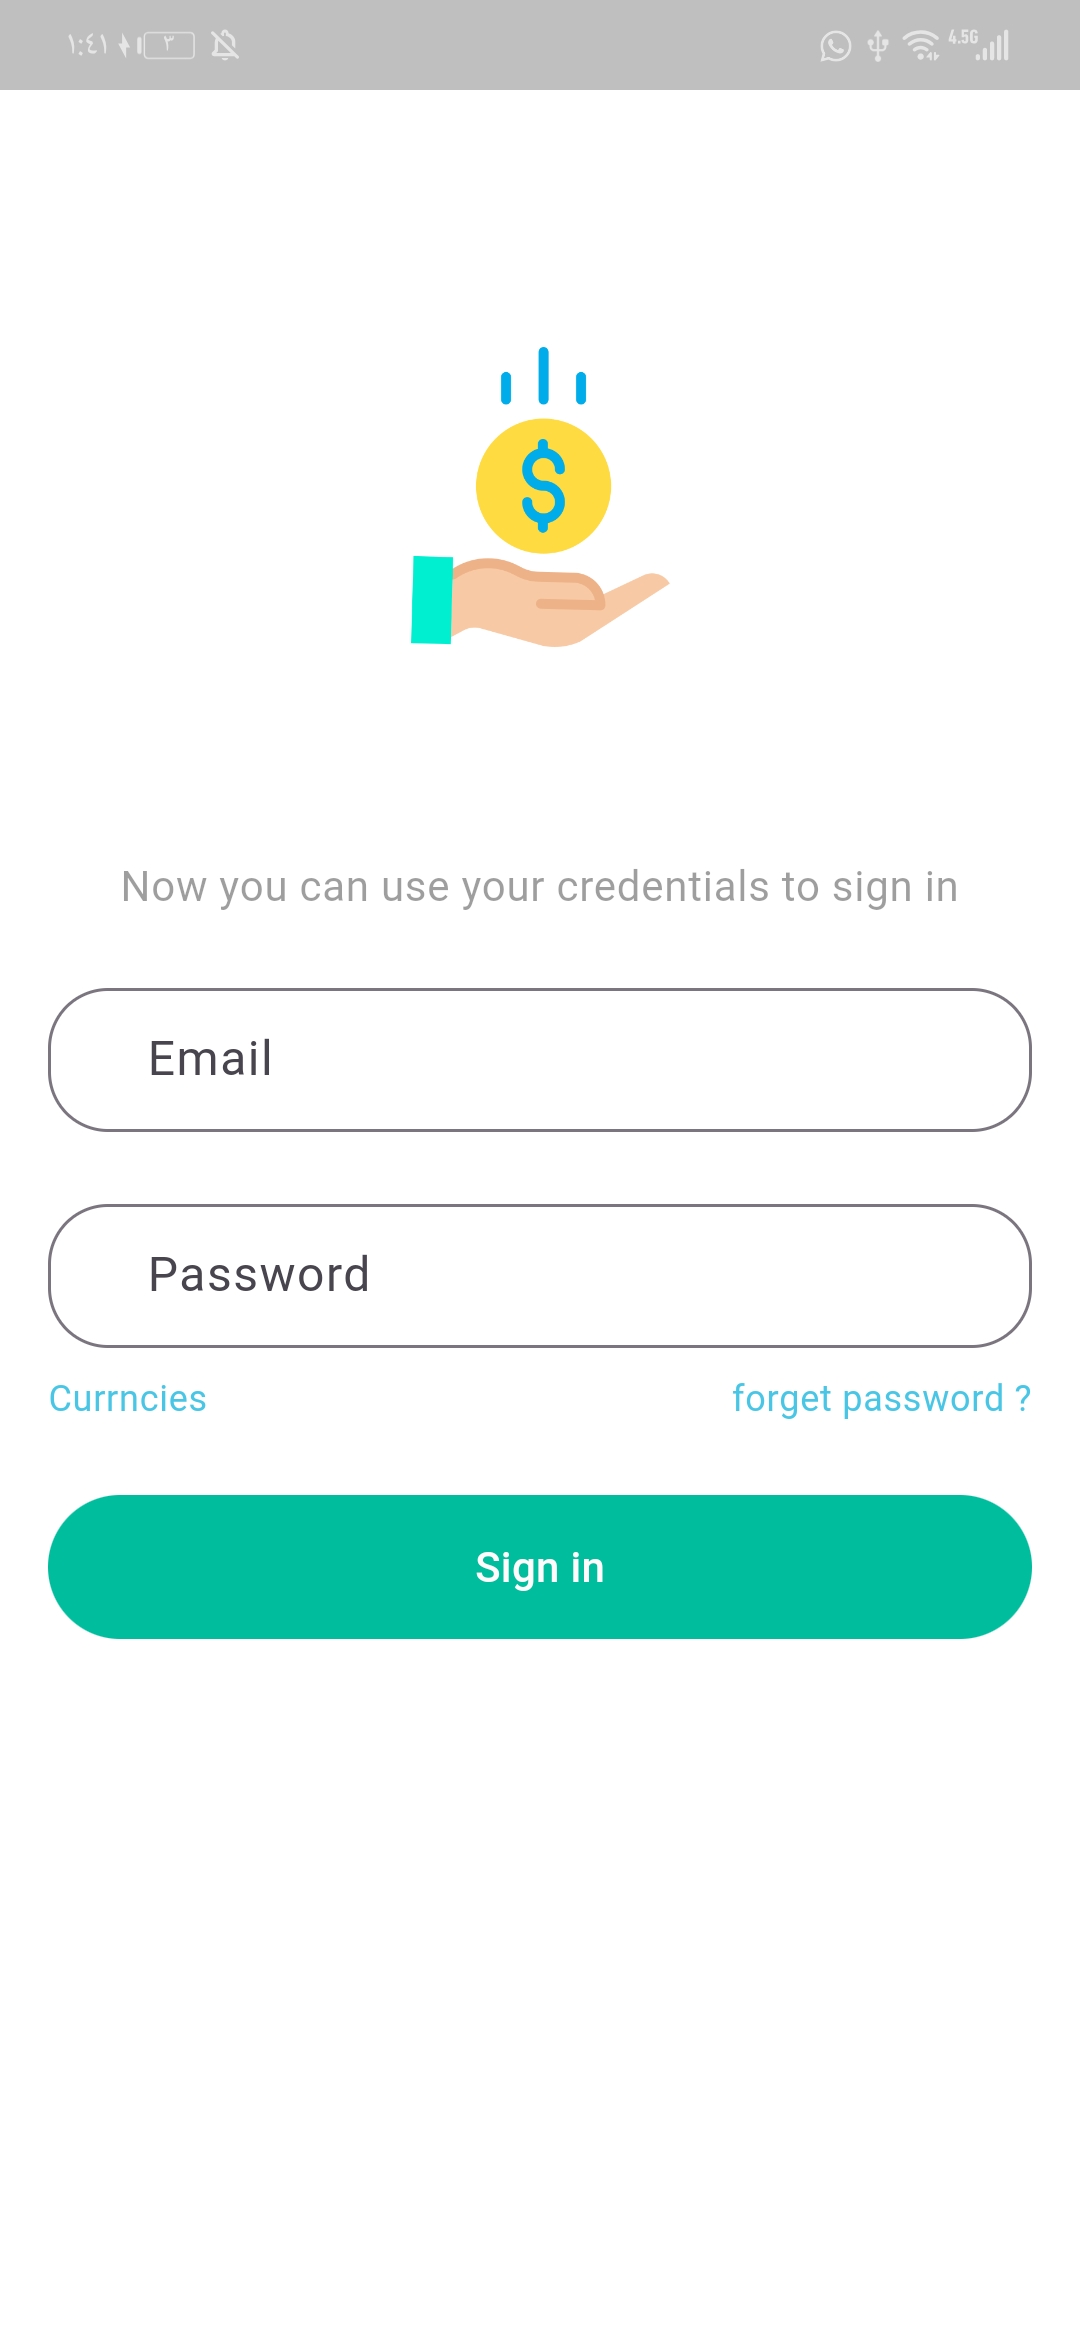 ١:٤١
٣
4.5G
$
Now you can use your credentials to sign in
Email
Password
Currncies
forget password ?
Sign in